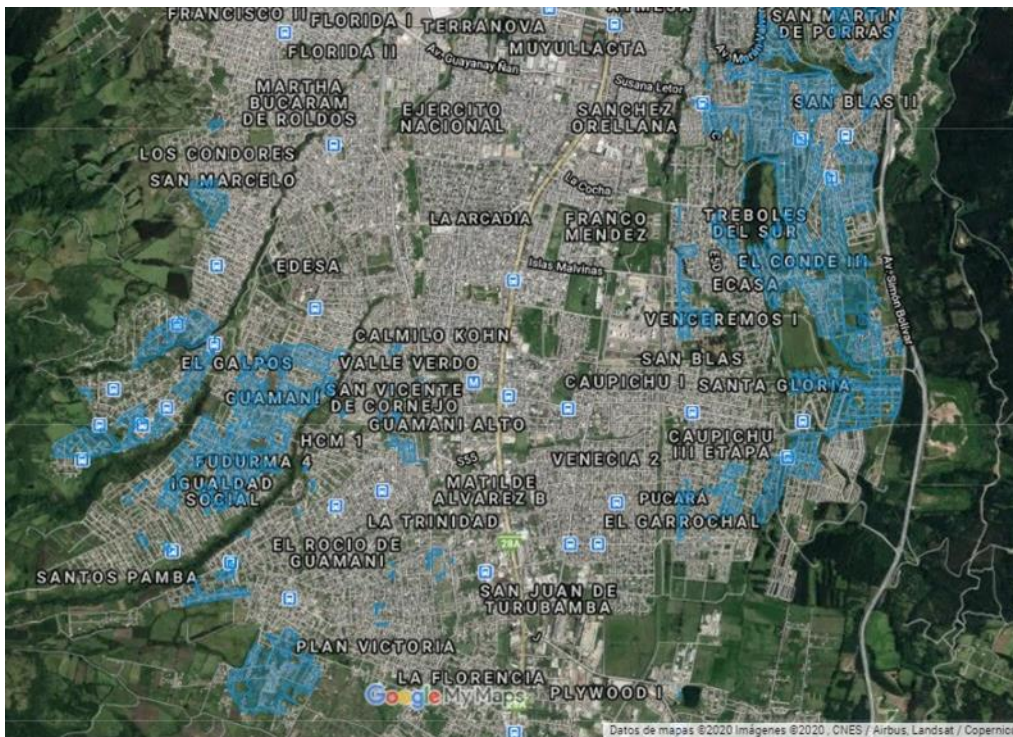 FRANCISCO II
FLORIDA I
TERRANOVA
FLORIDA II
MUYULLACTA
Av. Guayanay Ñan
SAN MARTIN
DE PORRAS
MARTHA
BUCARAM
DE ROLDOS
EJERCITO
NACIONAL
Susana Letor
SANCHEZ
ORELLANA
SAN BLAS II
LOS CONDORES
SAN MARCELO
La Cocha
LA ARCADIA
FRANCO
MENDEZ
TREBOLES
DEL SUR
EDESA
Islas Malvinas
E5D
EL CONDE III
ECASA
Av. Simón Bolívar
CALMILO KOHN
VENCEREMOS I
EL GALPOS
VALLE VERDO
SAN BLAS
GUAMANÍ
SAN VICENTE
DE CORNEJO
CAUPICHU I
SANTA GLORIA
GUAMANI ALTO
HCM 1
CAUPICHU
III ETAPA
FUDURMA 4
S55
VENECIA 2
IGUALDAD
SOCIAL
MATILDE
ALVAREZ B
PUCARÁ
LA TRINIDAD
EL GARROCHAL
28A
EL ROCIO DE
GUAMANI
SANTOS PAMBA
SAN JUAN DE
TURUBAMBA
J
PLAN VICTORIA
LA FLORENCIA
Google My Maps
PLYWOOD I
Datos de mapas ©2020 Imágenes ©2020 , CNES / Airbus, Landsat / Copernic